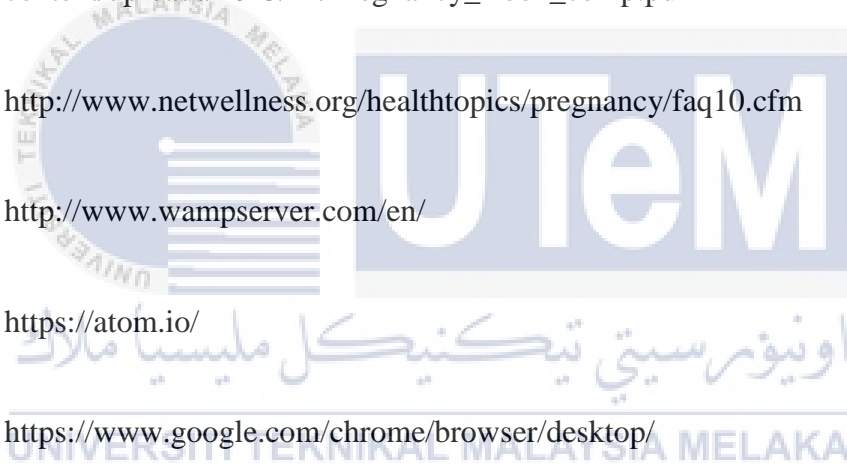 http://www.netwellness.org/healthtopics/pregnancy/faq10.cfm
UTeM
http://www.wampserver.com/en/
https://atom.io/
اونيۏرسيتي تيكنيكل مليسيا ملاك
https://www.google.com/chrome/browser/desktop/
UNIVERSITI TEKNIKAL MALAYSIA MELAKA